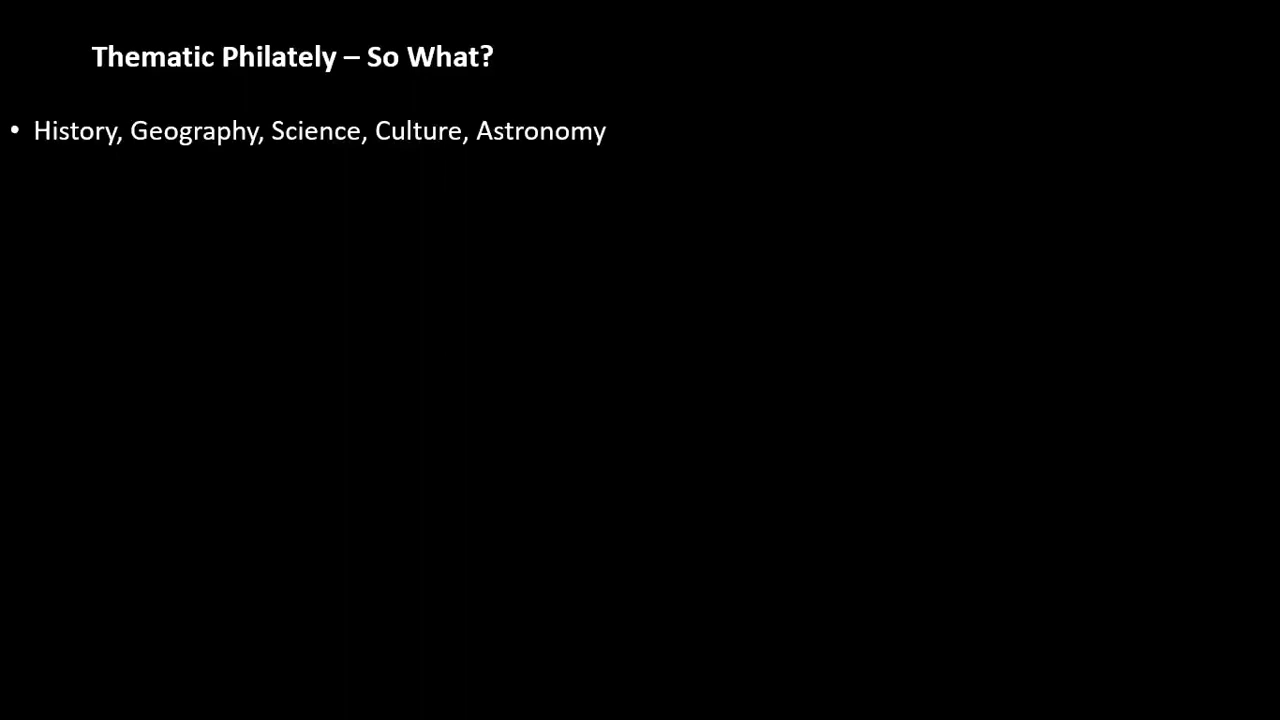 Thematic Philately – So What?
• History, Geography, Science, Culture, Astronomy